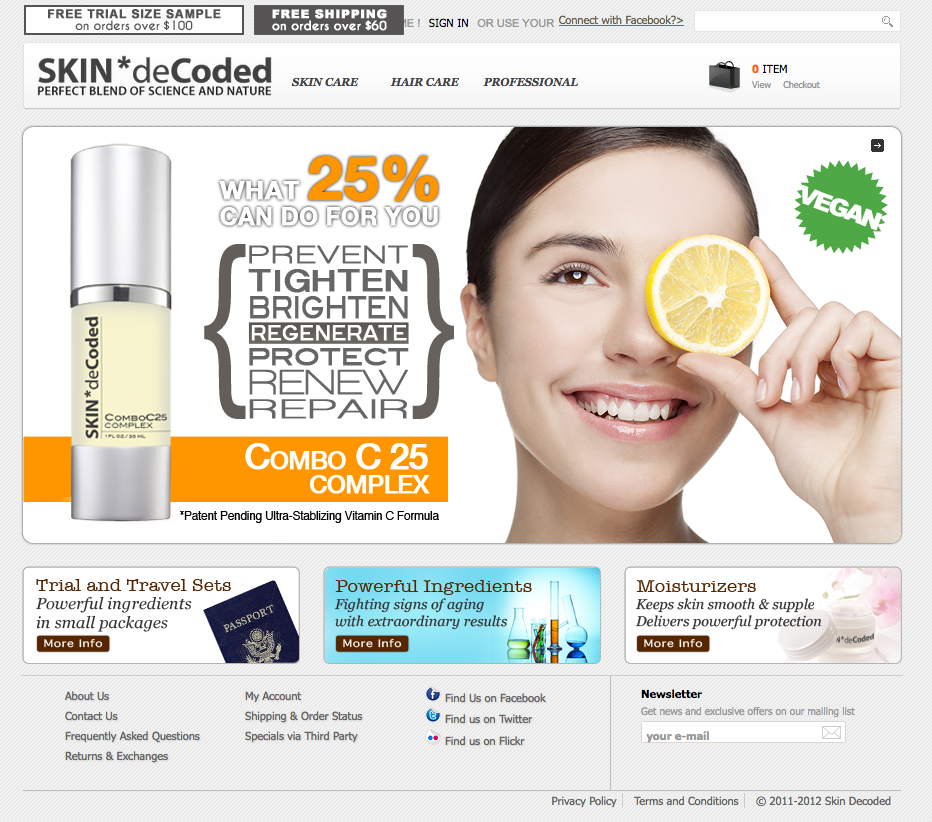 FREE TRIAL SIZE SAMPLE
on orders over $100
FREE SHIPPING
on orders over $60
ME ! SIGN IN OR USE YOUR Connect with Facebook?>
SKIN*deCoded
PERFECT BLEND OF SCIENCE AND NATURE
SKIN CARE HAIR CARE PROFESSIONAL
0 ITEM
View Checkout
WHAT 25%
CAN DO FOR YOU
PREVENT
TIGHTEN
BRIGHTEN
REGENERATE
PROTECT
RENEW
REPAIR
VEGAN
SKIN*deCoded
COMBOC25
COMPLEX
1 FL OZ/30 ML
COMBO C 25
COMPLEX
*Patent Pending Ultra-Stablizing Vitamin C Formula
Trial and Travel Sets
Powerful ingredients
in small packages
More Info
PASSPORT
Powerful Ingredients
Fighting signs of aging
with extraordinary results
More Info
Moisturizers
Keeps skin smooth & supple
Delivers powerful protection
More Info
N*deCoded
About Us
Contact Us
Frequently Asked Questions
Returns & Exchanges
My Account
Shipping & Order Status
Specials via Third Party
Find Us on Facebook
Find us on Twitter
Find us on Flickr
Newsletter
Get news and exclusive offers on our mailing list
your e-mail
Privacy Policy Terms and Conditions © 2011-2012 Skin Decoded